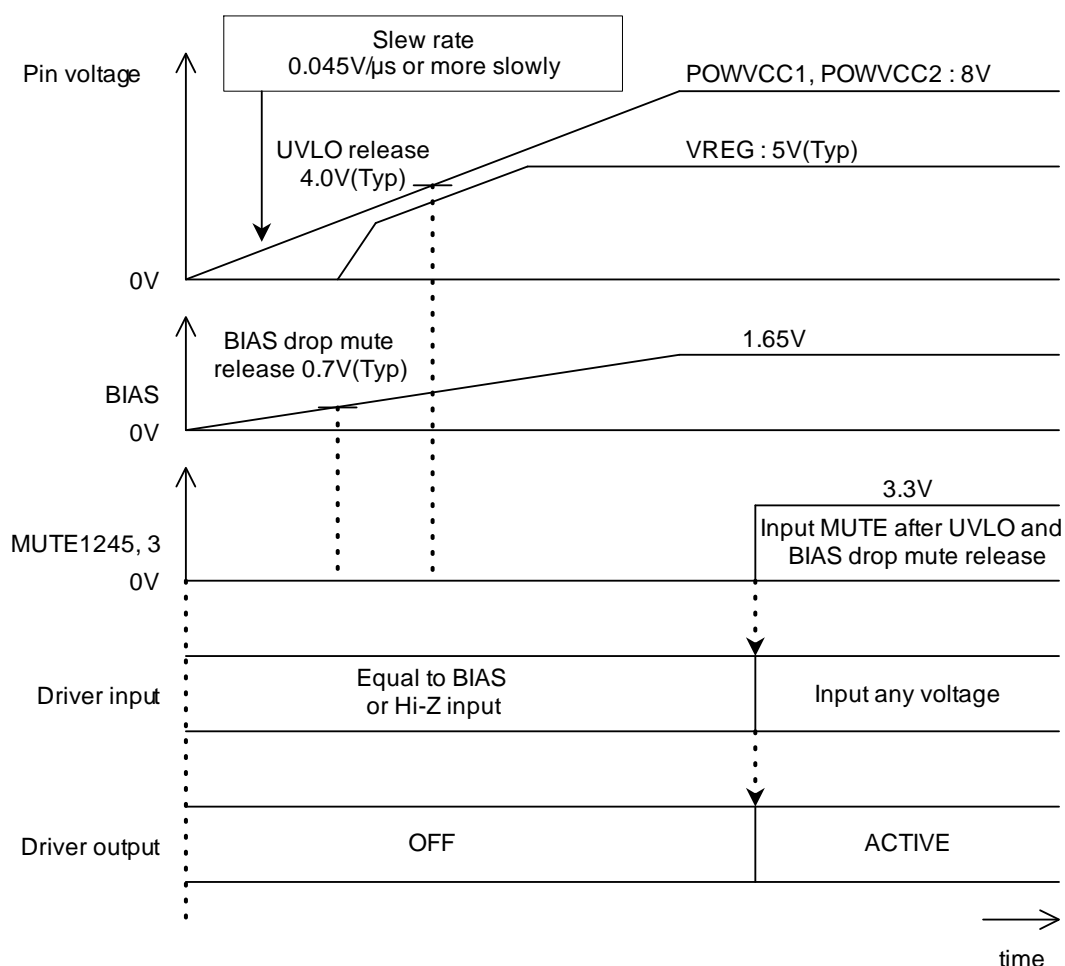 Slew rate
0.045V/µs or more slowly
Pin voltage
POWVCC1, POWVCC2 : 8V
UVLO release
4.0V(Typ)
VREG : 5V(Typ)
0V
BIAS drop mute
release 0.7V(Typ)
1.65V
BIAS
0V
3.3V
MUTE1245, 3
Input MUTE after UVLO and
BIAS drop mute release
0V
Driver input
Equal to BIAS
or Hi-Z input
Input any voltage
Driver output
OFF
ACTIVE
time